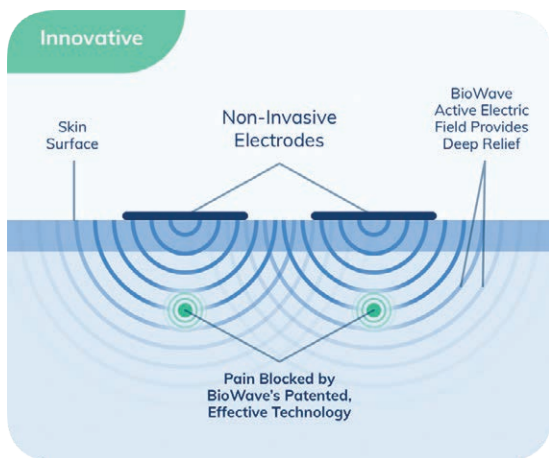 Innovative
Skin
Surface
Non-Invasive
Electrodes
BioWave
Active Electric
Field Provides
Deep Relief
Pain Blocked by
BioWave's Patented,
Effective Technology